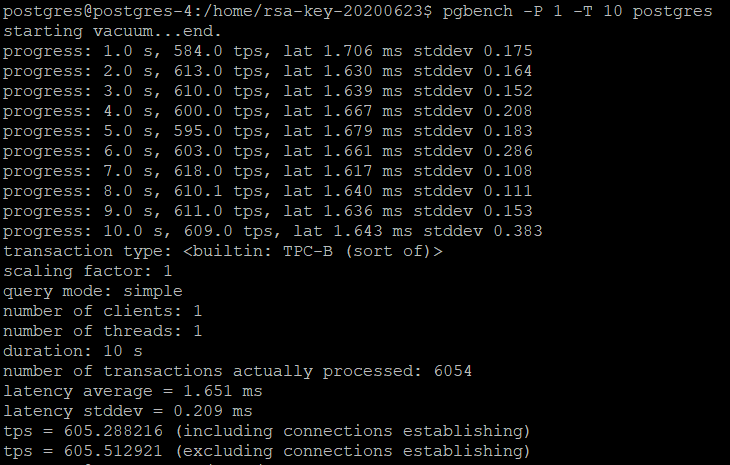 postgres@postgres-4:/home/rsa-key-20200623$ pgbench -P 1 -T 10 postgres
starting vacuum...end.
progress: 1.0 s, 584.0 tps, lat 1.706 ms stddev 0.175
progress: 2.0 s, 613.0 tps, lat 1.630 ms stddev 0.164
progress: 3.0 s, 610.0 tps, lat 1.639 ms stddev 0.152
progress: 4.0 s, 600.0 tps, lat 1.667 ms stddev 0.208
progress: 5.0 s, 595.0 tps, lat 1.679 ms stddev 0.183
progress: 6.0 s, 603.0 tps, lat 1.661 ms stddev 0.286
progress: 7.0 s, 618.0 tps, lat 1.617 ms stddev 0.108
progress: 8.0 s, 610.1 tps, lat 1.640 ms stddev 0.111
progress: 9.0 s, 611.0 tps, lat 1.636 ms stddev 0.153
progress: 10.0 s, 609.0 tps, lat 1.643 ms stddev 0.383
transaction type: <builtin: TPC-B (sort of)>
scaling factor: 1
query mode: simple
number of clients: 1
number of threads: 1
duration: 10 s
number of transactions actually processed: 6054
latency average = 1.651 ms
latency stddev = 0.209 ms
tps = 605.288216 (including connections establishing)
tps = 605.512921 (excluding connections establishing)